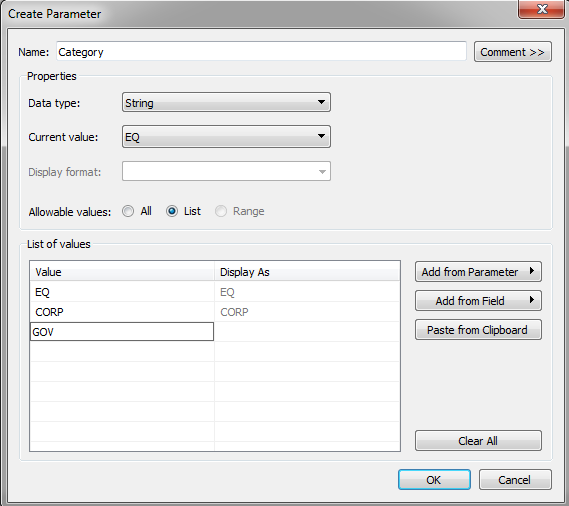 Create Parameter
Name: Category Comment >>
Properties
Data type: String
Current value: EQ
Display format:
Allowable values: All List Range
List of values
Value Display As
EQ EQ
CORP CORP
GOV
Add from Parameter
Add from Field
Paste from Clipboard
Clear All
OK Cancel